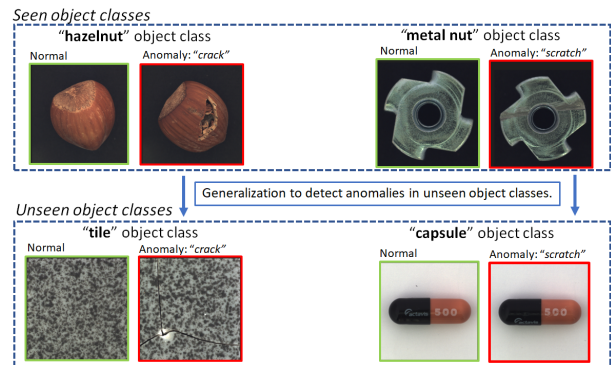 Seen object classes
"hazelnut" object class
"metal nut" object class
Normal
Anomaly: "crack"
Normal
Anomaly: "scratch"
Generalization to detect anomalies in unseen object classes.
Unseen object classes
"tile" object class
"capsule" object class
Normal
Anomaly: "crack"
Normal
Anomaly: "scratch"
actavis 500
500